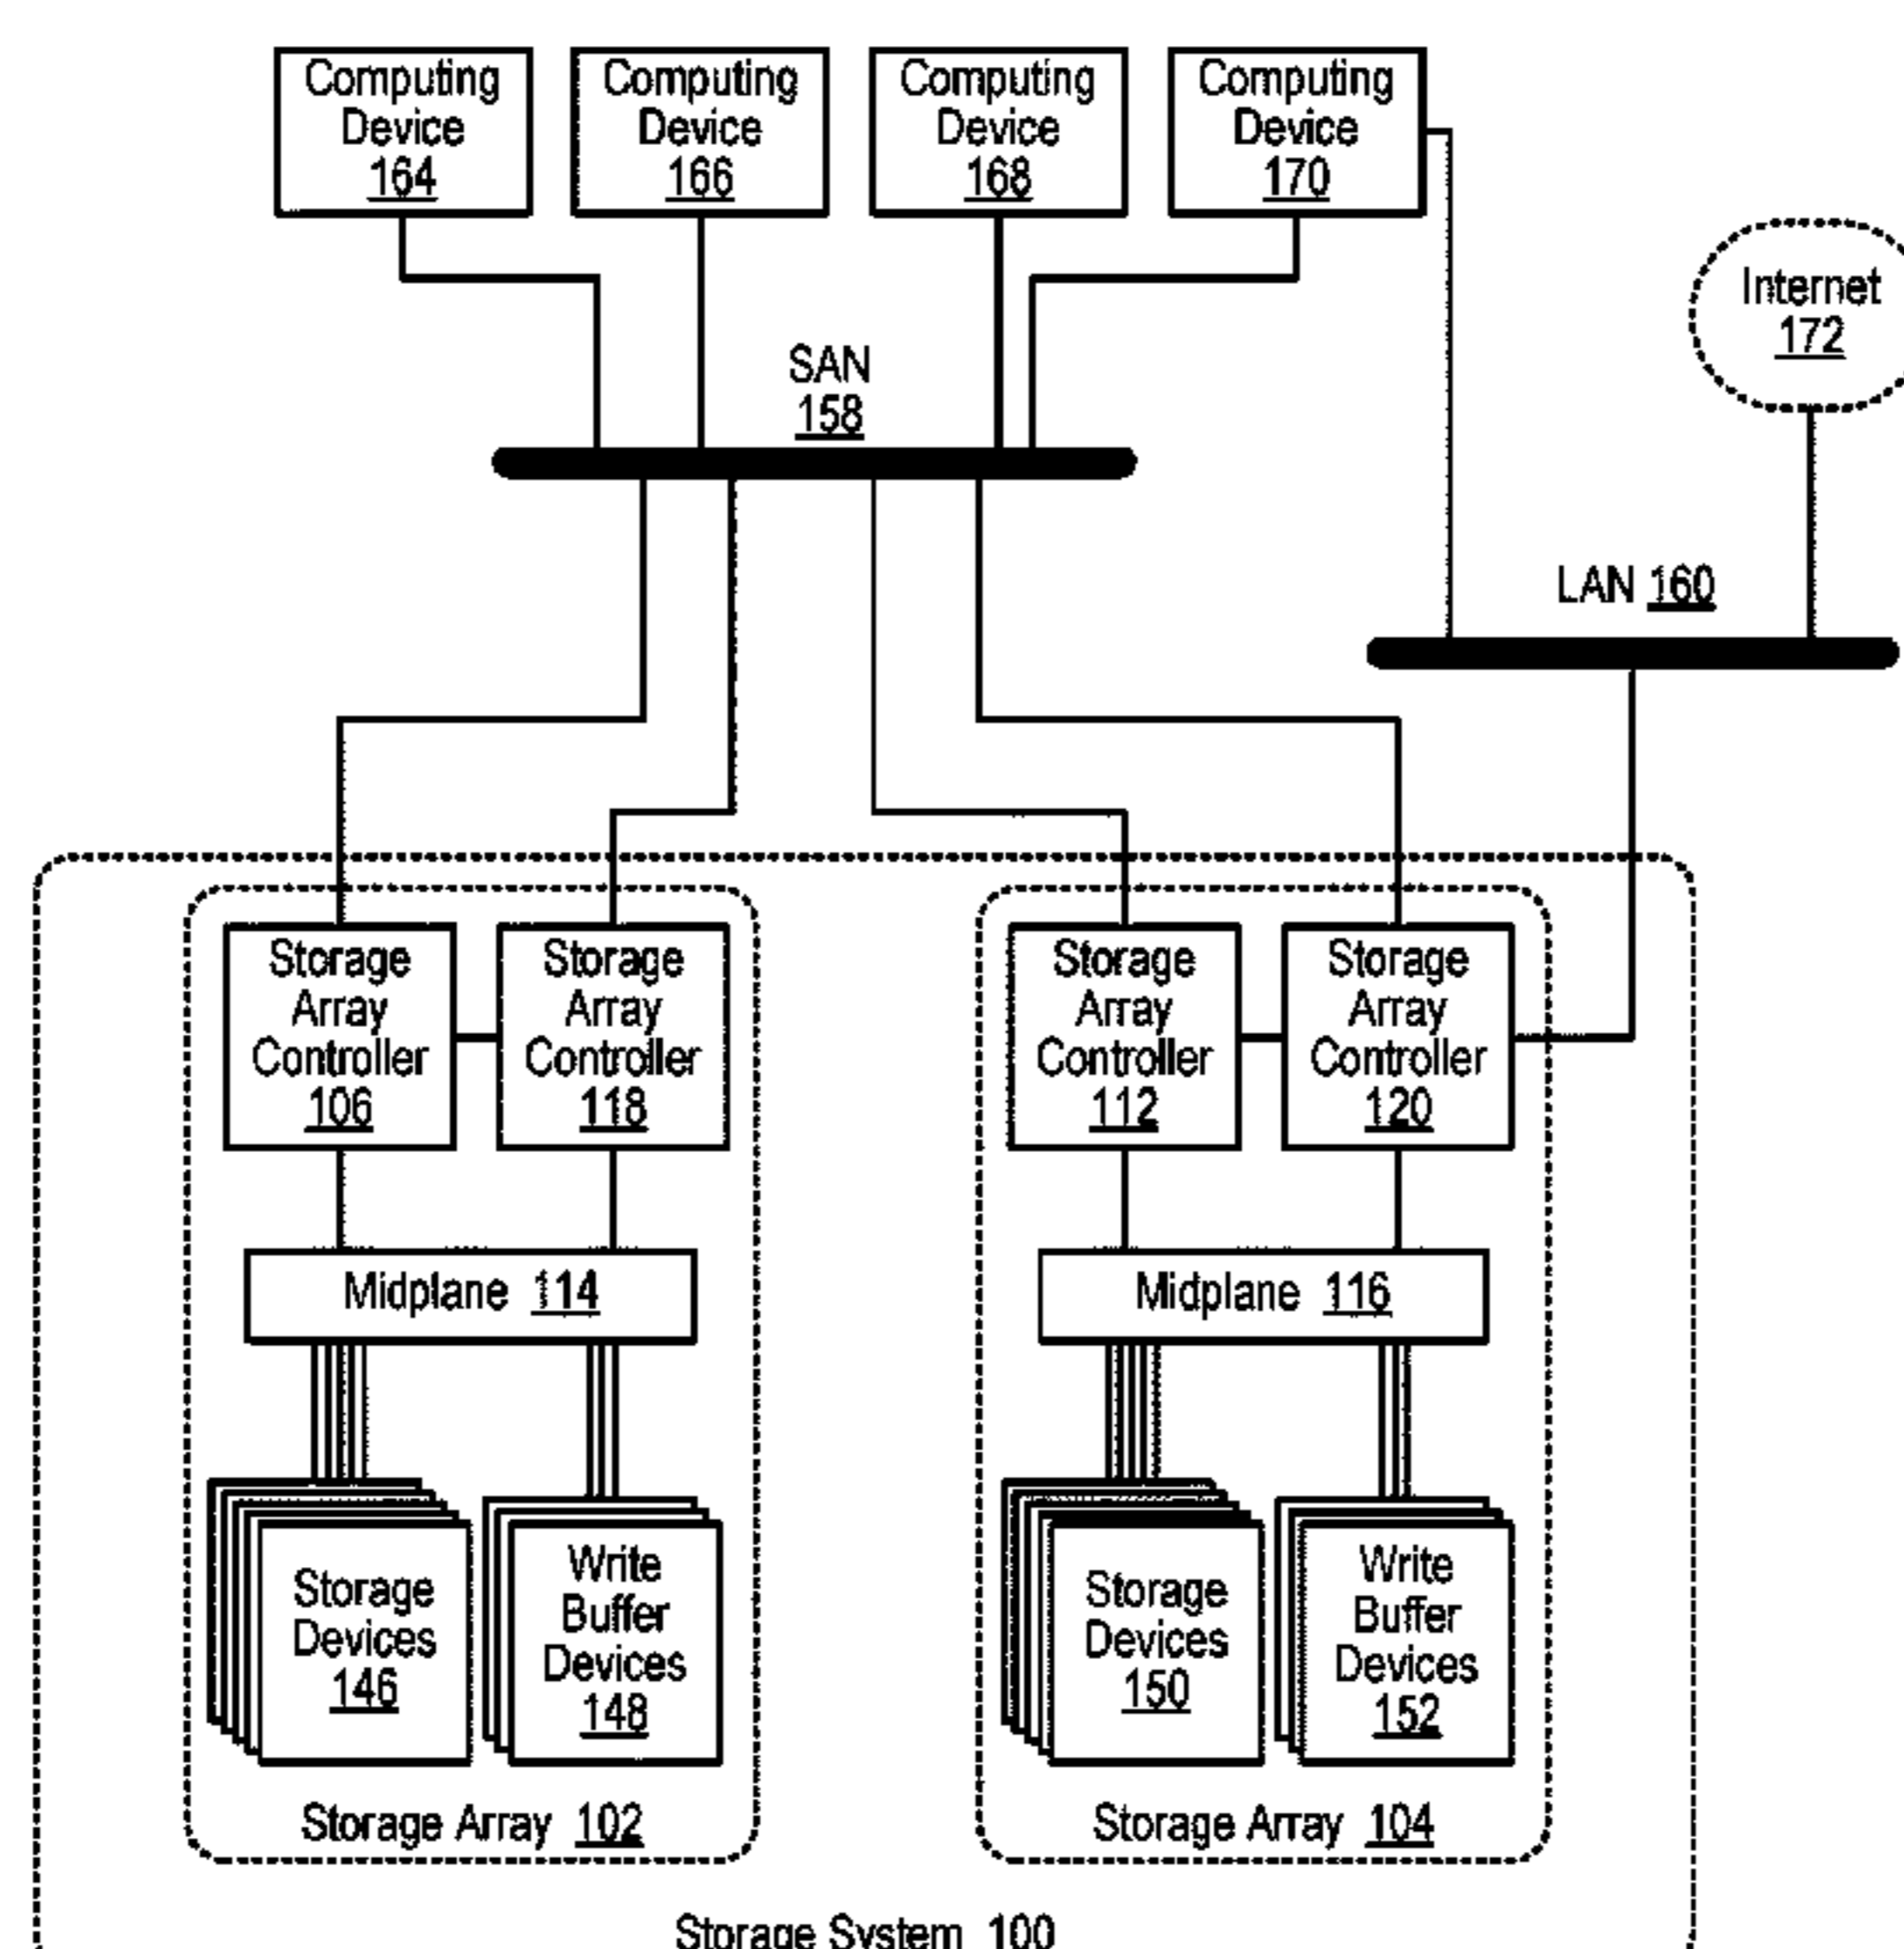 Computing
Device
164
Computing
Device
166
Computing
Device
168
Computing
Device
170
Internet
172
SAN
158
LAN 160
Storage
Array
Controller
106
Storage
Array
Controller
118
Storage
Array
Controller
112
Storage
Array
Controller
120
Midplane 114
Midplane 116
Storage
Devices
146
Write
Buffer
Devices
148
Storage
Devices
150
Write
Buffer
Devices
152
Storage Array 102
Storage Array 104
Storage System 100